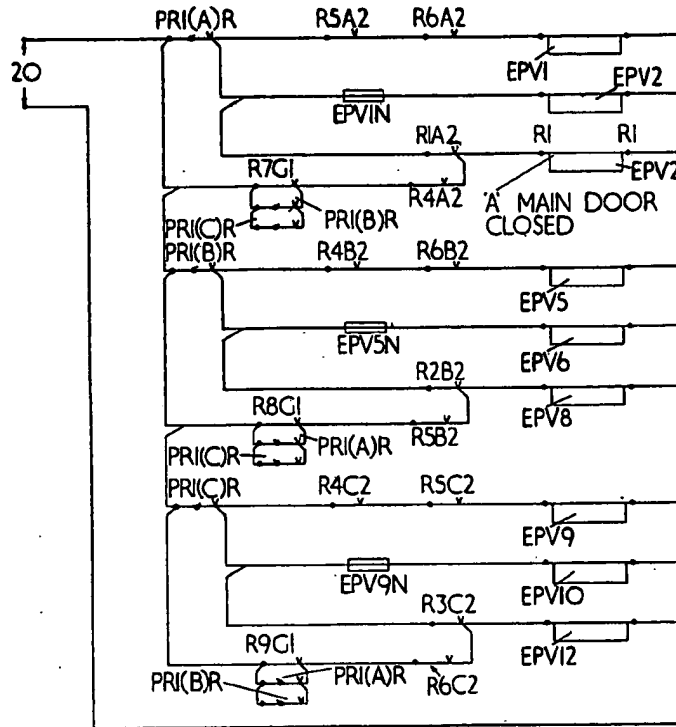 PRI(A)R R5A2 R6A2
20
EPV1 EPV2
EPV1N
R1A2 R1 R1
R7G1
EPV2
R4A2
'A' MAIN DOOR
CLOSED
PRI(C)R PRI(B)R
PRI(B)R R4B2 R6B2
EPV5
EPV5N EPV6
R2B2
R8G1 EPV8
R5B2
PRI(A)R
PRI(C)R
PRI(C)R R4C2 R5C2
EPV9
EPV9N EPV10
R3C2
R9G1
EPV12
PRI(B)R PRI(A)R R6C2